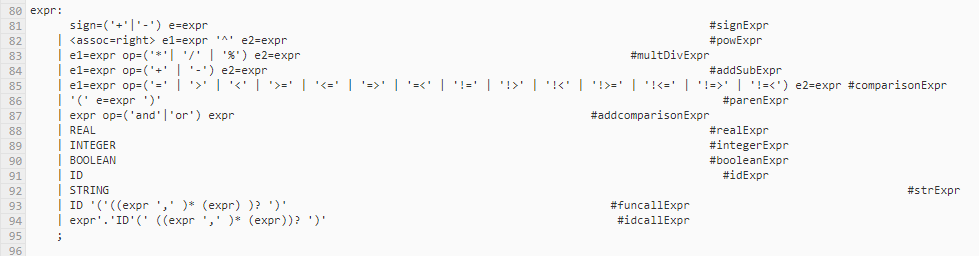 80 expr:
81 sign=('+'|'-') e=expr #signExpr
82 | <assoc=right> e1=expr '^' e2=expr #powExpr
83 | e1=expr op=('*'| '/' | '%') e2=expr #multDivExpr
84 | e1=expr op=('+' | '-') e2=expr #addSubExpr
85 | e1=expr op=('=' | '>' | '<' | '>=' | '<=' | '=>' | '=<' | '!=' | '!>' | '!<' | '!>=' | '!<=' | '!=>' | '!=<') e2=expr #comparisonExpr
86 | '(' e=expr ')' #parenExpr
87 | expr op=('and'|'or') expr #addcomparisonExpr
88 | REAL #realExpr
89 | INTEGER #integerExpr
90 | BOOLEAN #booleanExpr
91 | ID #idExpr
92 | STRING #strExpr
93 | ID '('((expr ',' )* (expr) )? ')' #funcallExpr
94 | expr'.'ID'(' ((expr ',' )* (expr))? ')' #idcallExpr
95 ;
96